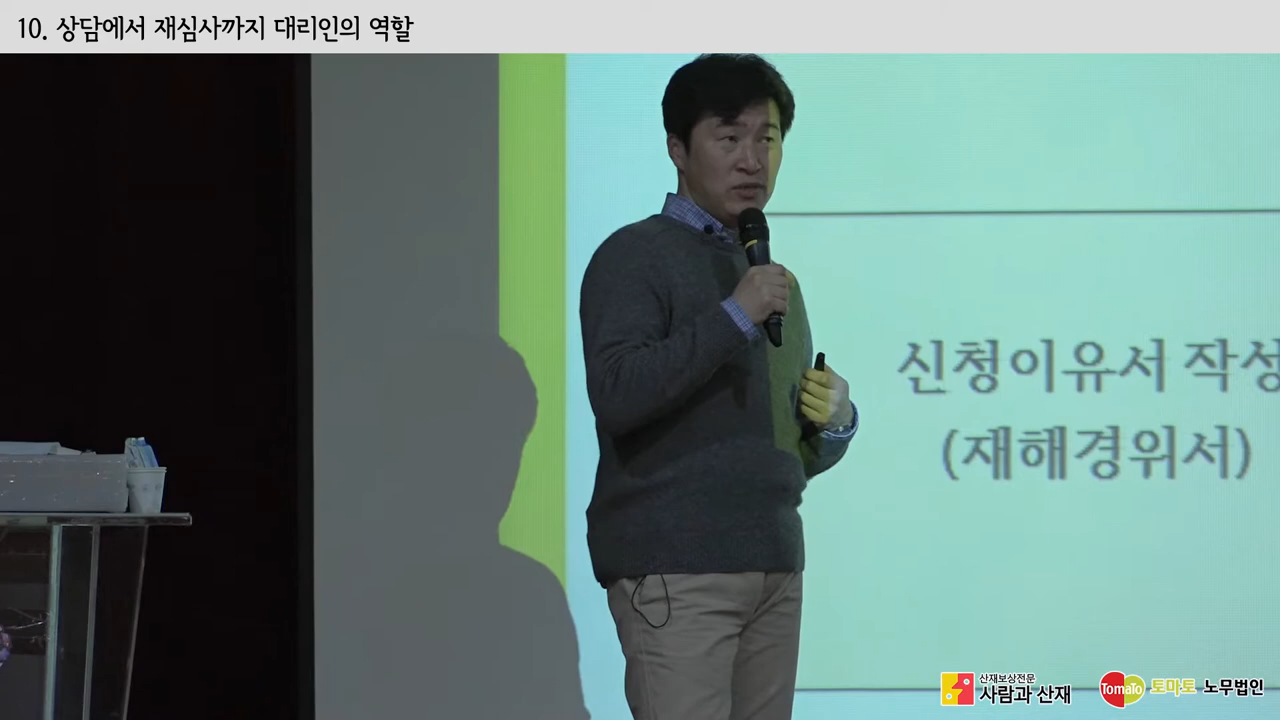 10. 상담에서 재심사까지 대리인의 역할
신청이유서 작성
(재해경위서)
산재보상전문
사람과 산재
TomaTo 토마토 노무법인